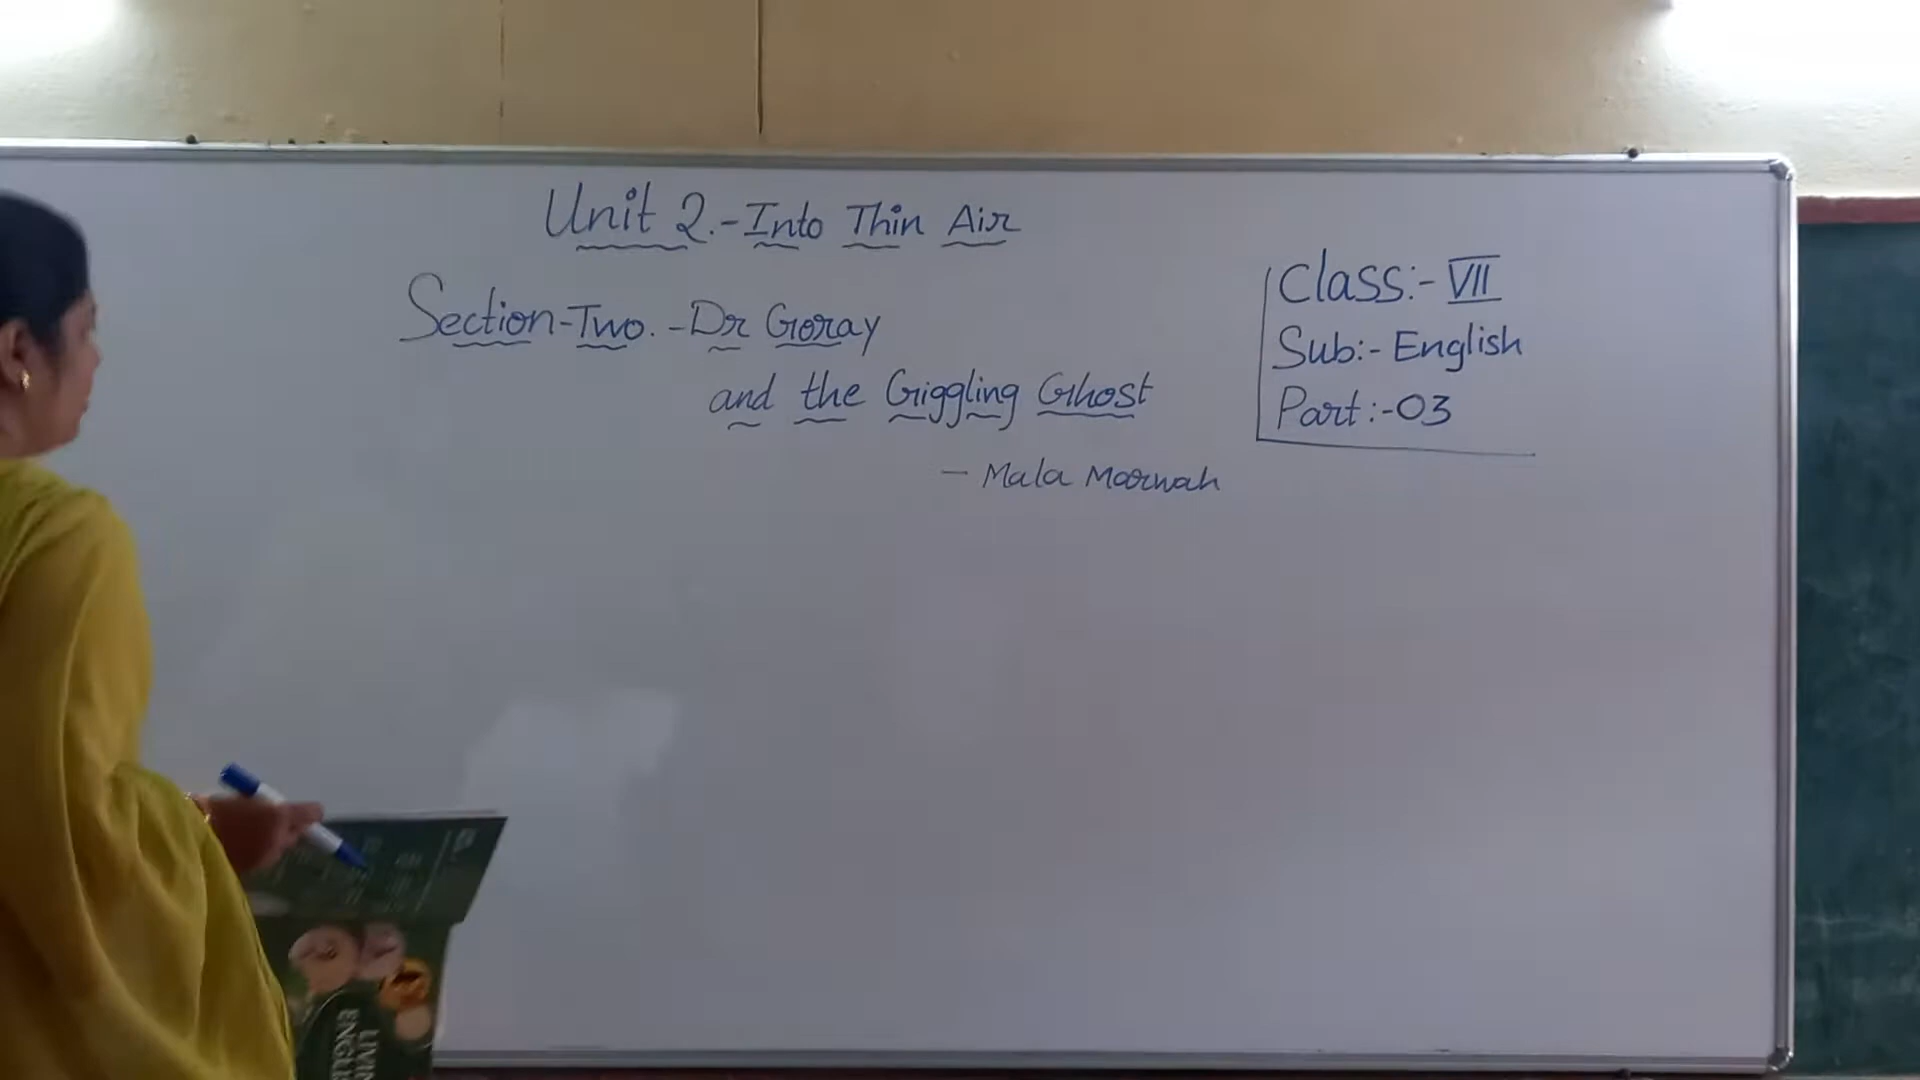 Unit 2.-Into Thin Air
Section-Two. -Dr Goray
and the Giggling Ghost
- Mala Marwah
Class:- VII
Sub:- English
Part:-03